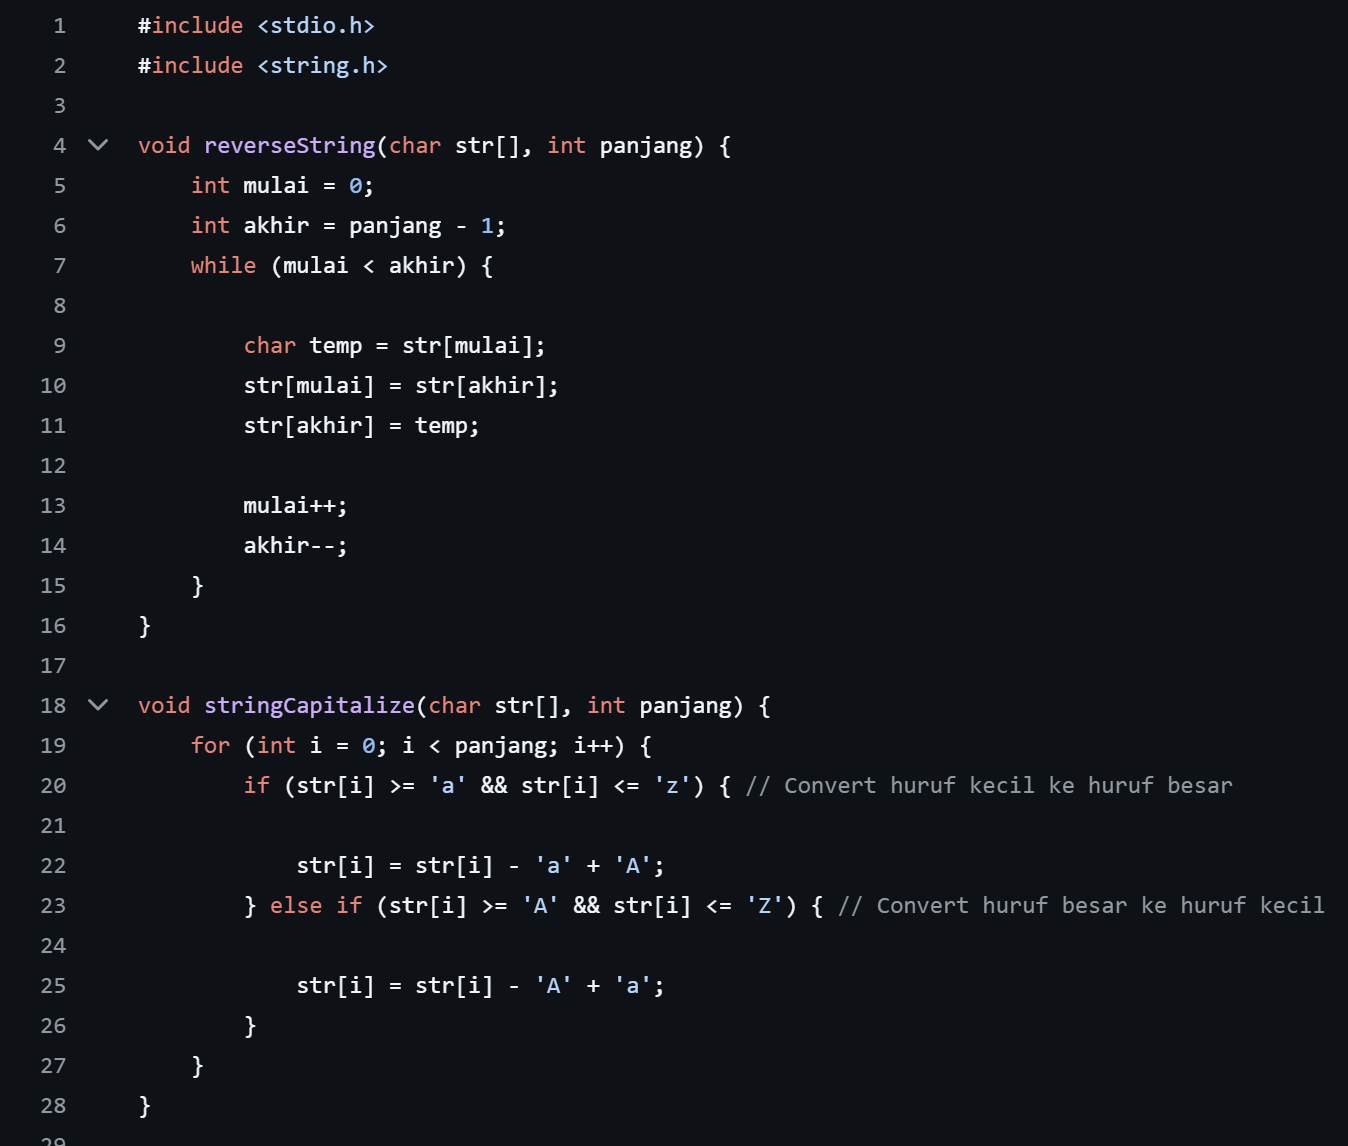 1 #include <stdio.h>
2 #include <string.h>
3
4 void reverseString(char str[], int panjang) {
5     int mulai = 0;
6     int akhir = panjang - 1;
7     while (mulai < akhir) {
8
9         char temp = str[mulai];
10         str[mulai] = str[akhir];
11         str[akhir] = temp;
12
13         mulai++;
14         akhir--;
15     }
16 }
17
18 void stringCapitalize(char str[], int panjang) {
19     for (int i = 0; i < panjang; i++) {
20         if (str[i] >= 'a' && str[i] <= 'z') { // Convert huruf kecil ke huruf besar
21
22             str[i] = str[i] - 'a' + 'A';
23         } else if (str[i] >= 'A' && str[i] <= 'Z') { // Convert huruf besar ke huruf kecil
24
25             str[i] = str[i] - 'A' + 'a';
26         }
27     }
28 }
29